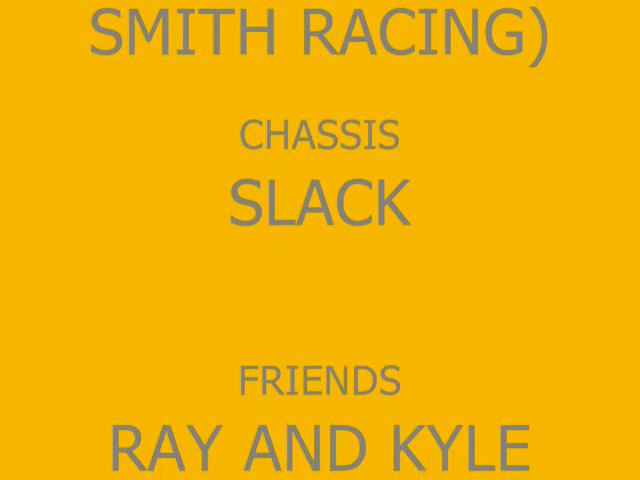 SMITH RACING)
CHASSIS
SLACK
FRIENDS
RAY AND KYLE